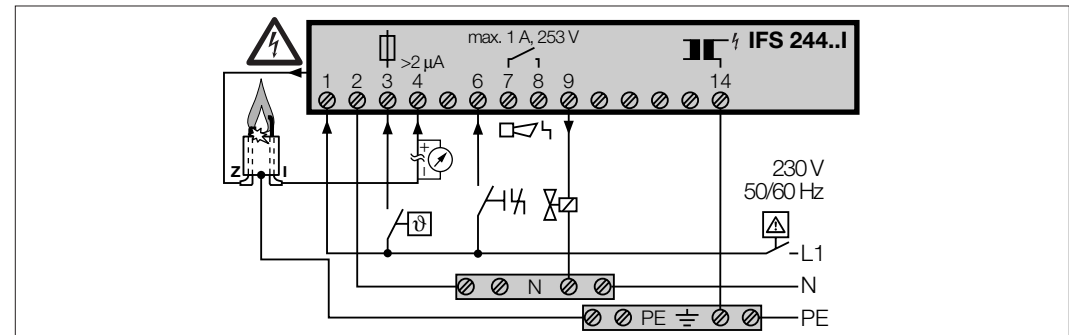 max. 1 A, 253 V
IFS 244..I
>2 µA
1 2 3 4 6 7 8 9 14
+
–
Z I
ϑ
230 V
50/60 Hz
L1
N N
PE PE